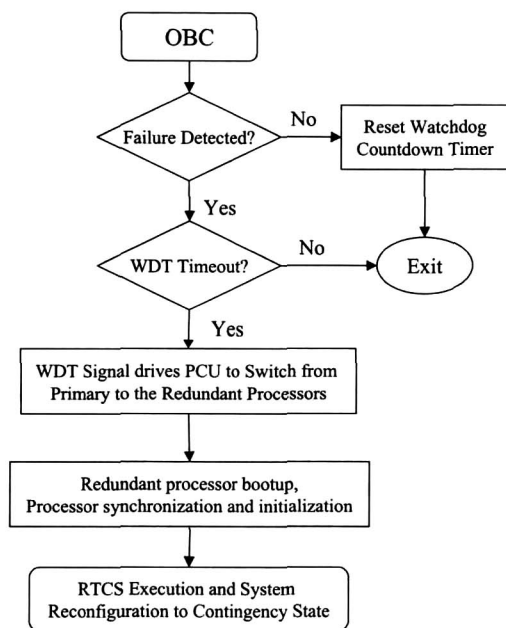 OBC
Failure Detected?
No
Reset Watchdog
Countdown Timer
Yes
WDT Timeout?
No
Exit
Yes
WDT Signal drives PCU to Switch from
Primary to the Redundant Processors
Redundant processor bootup,
Processor synchronization and initialization
RTCS Execution and System
Reconfiguration to Contingency State